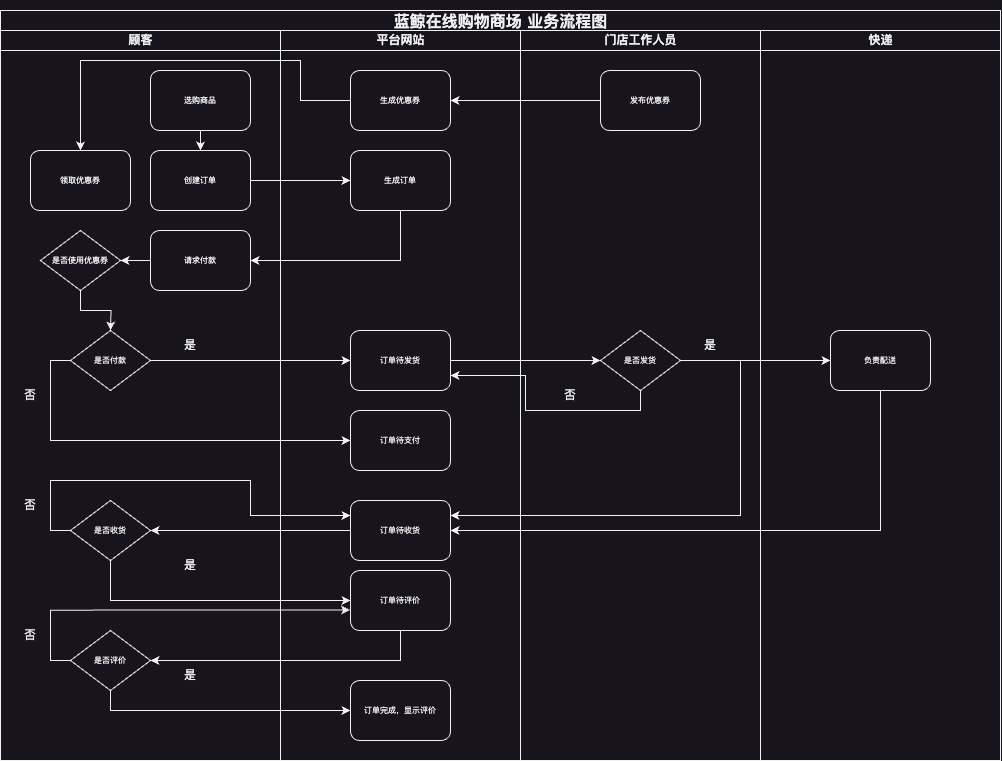 蓝鲸在线购物商场 业务流程图
顾客
平台网站
门店工作人员
快递
选购商品
生成优惠券
发布优惠券
领取优惠券
创建订单
生成订单
是否使用优惠券
请求付款
是
是
是否付款
订单待发货
是否发货
负责配送
否
否
订单待支付
否
是否收货
订单待收货
是
订单待评价
否
是否评价
是
订单完成，显示评价